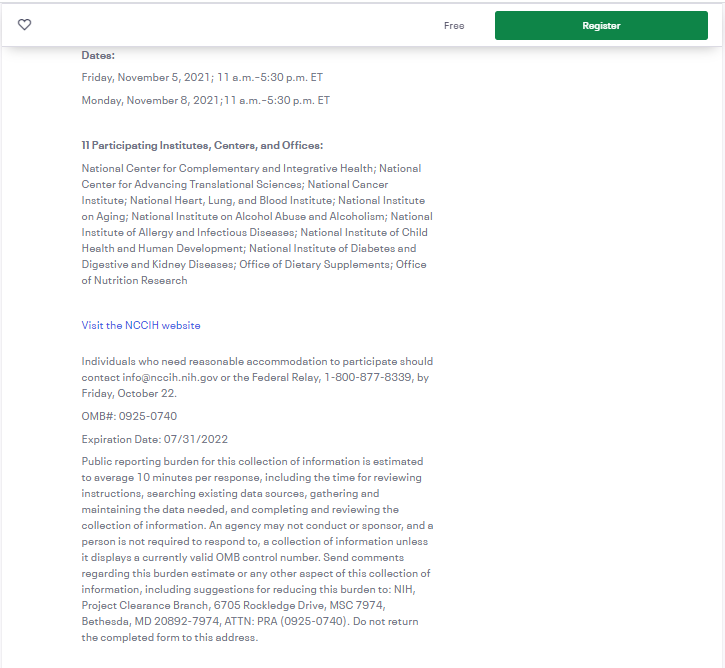 Free
Register
Dates:
Friday, November 5, 2021; 11 a.m.–5:30 p.m. ET
Monday, November 8, 2021;11 a.m.–5:30 p.m. ET
11 Participating Institutes, Centers, and Offices:
National Center for Complementary and Integrative Health; National
Center for Advancing Translational Sciences; National Cancer
Institute; National Heart, Lung, and Blood Institute; National Institute
on Aging; National Institute on Alcohol Abuse and Alcoholism; National
Institute of Allergy and Infectious Diseases; National Institute of Child
Health and Human Development; National Institute of Diabetes and
Digestive and Kidney Diseases; Office of Dietary Supplements; Office
of Nutrition Research
Visit the NCCIH website
Individuals who need reasonable accommodation to participate should
contact info@nccih.nih.gov or the Federal Relay, 1-800-877-8339, by
Friday, October 22.
OMB#: 0925-0740
Expiration Date: 07/31/2022
Public reporting burden for this collection of information is estimated
to average 10 minutes per response, including the time for reviewing
instructions, searching existing data sources, gathering and
maintaining the data needed, and completing and reviewing the
collection of information. An agency may not conduct or sponsor, and a
person is not required to respond to, a collection of information unless
it displays a currently valid OMB control number. Send comments
regarding this burden estimate or any other aspect of this collection of
information, including suggestions for reducing this burden to: NIH,
Project Clearance Branch, 6705 Rockledge Drive, MSC 7974,
Bethesda, MD 20892-7974, ATTN: PRA (0925-0740). Do not return
the completed form to this address.